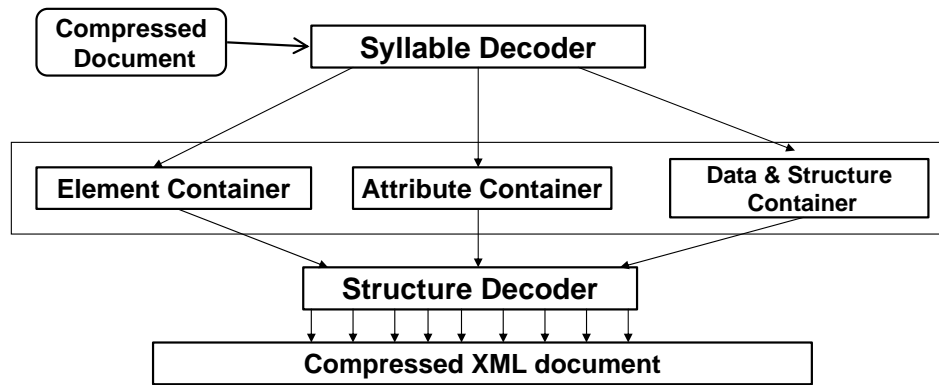 Compressed
Document
Syllable Decoder
Element Container
Attribute Container
Data & Structure
Container
Structure Decoder
Compressed XML document